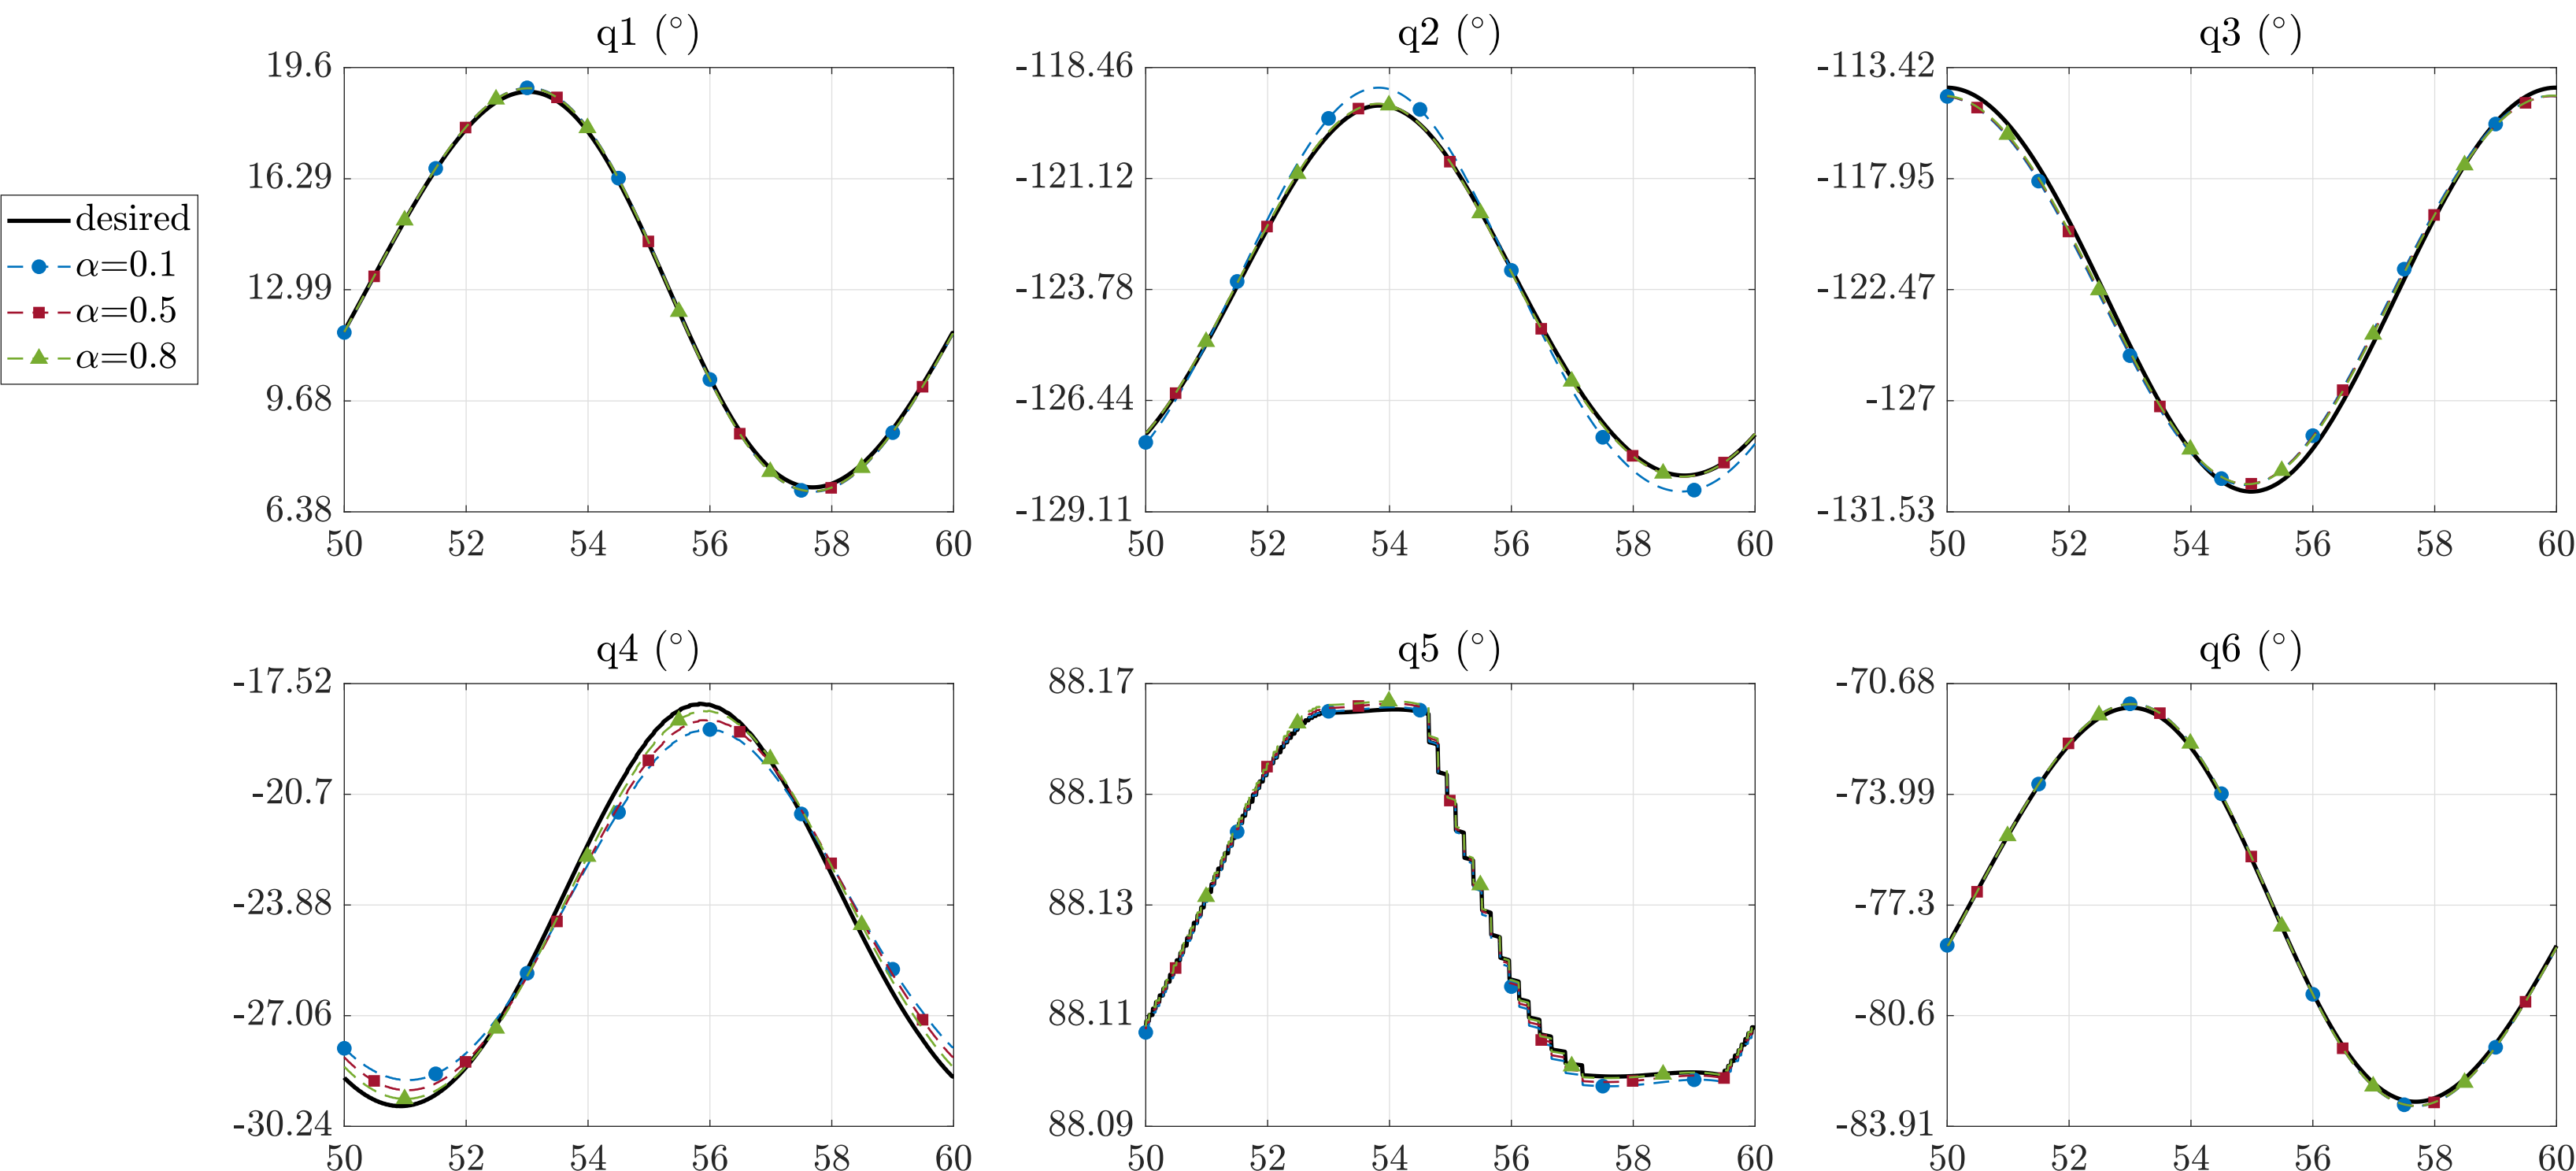 q1 (°)
q2 (°)
q3 (°)
19.6
16.29
12.99
9.68
6.38
50 52 54 56 58 60
-118.46
-121.12
-123.78
-126.44
-129.11
50 52 54 56 58 60
-113.42
-117.95
-122.47
-127
-131.53
50 52 54 56 58 60
desired
α=0.1
α=0.5
α=0.8
q4 (°)
q5 (°)
q6 (°)
-17.52
-20.7
-23.88
-27.06
-30.24
50 52 54 56 58 60
88.17
88.15
88.13
88.11
88.09
50 52 54 56 58 60
-70.68
-73.99
-77.3
-80.6
-83.91
50 52 54 56 58 60